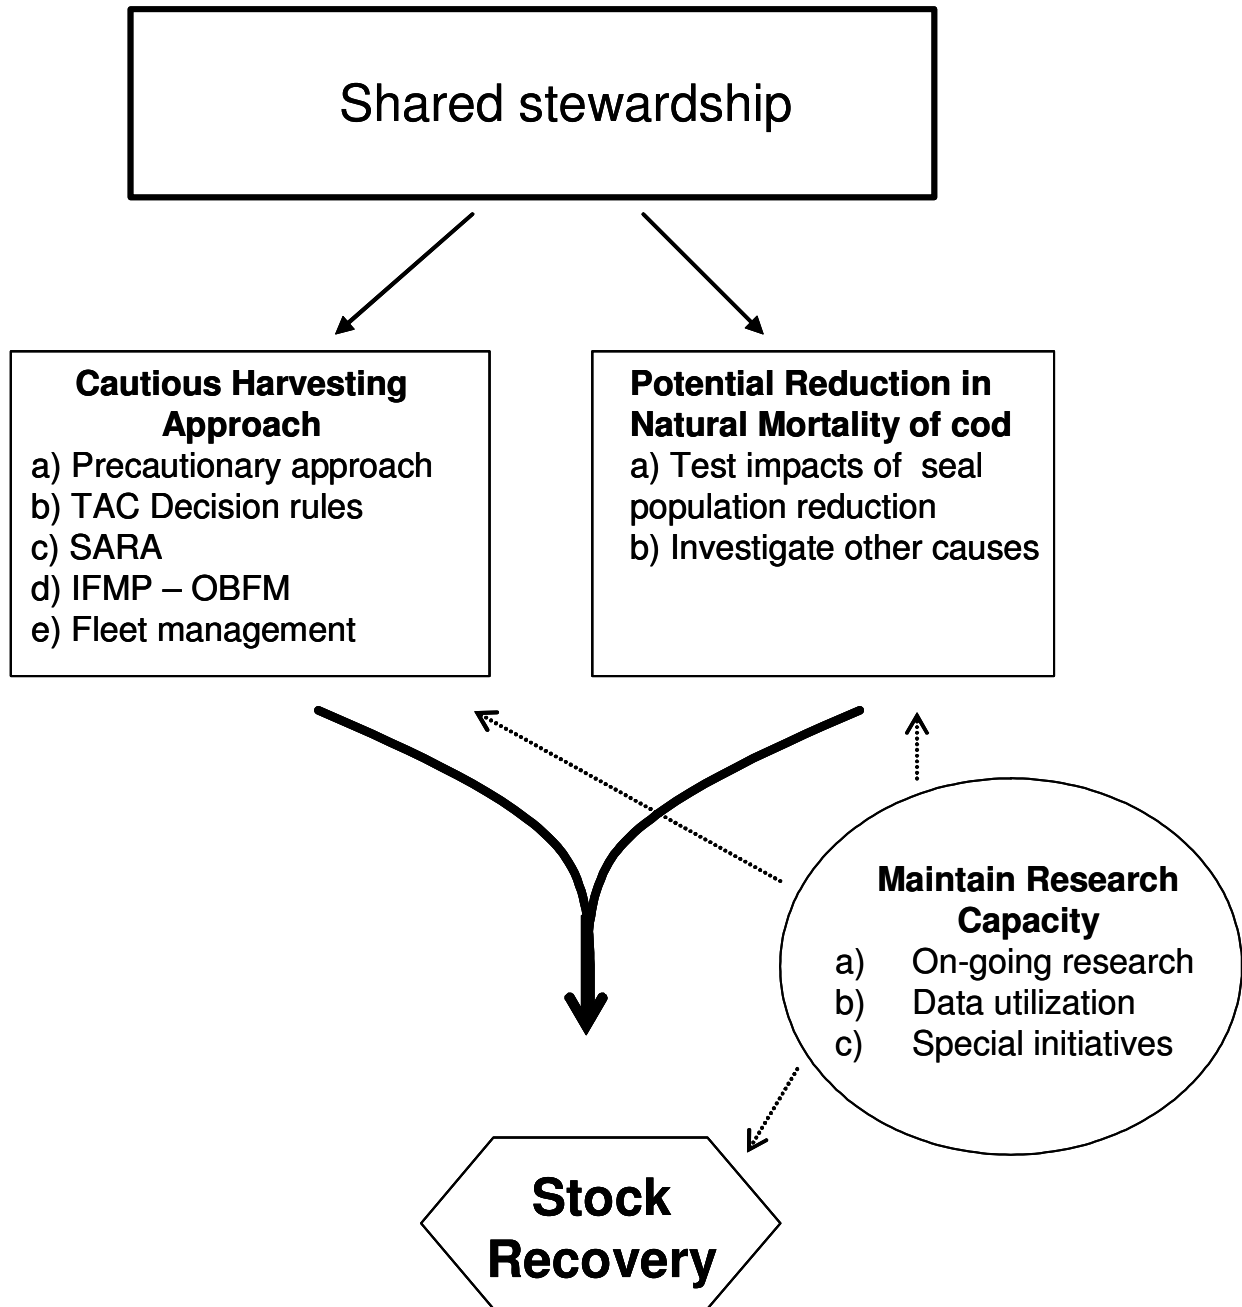 Shared stewardship
Cautious Harvesting
Approach
a) Precautionary approach
b) TAC Decision rules
c) SARA
d) IFMP – OBFM
e) Fleet management
Potential Reduction in
Natural Mortality of cod
a) Test impacts of  seal
population reduction
b) Investigate other causes
Maintain Research
Capacity
a) On-going research
b) Data utilization
c) Special initiatives
Stock
Recovery